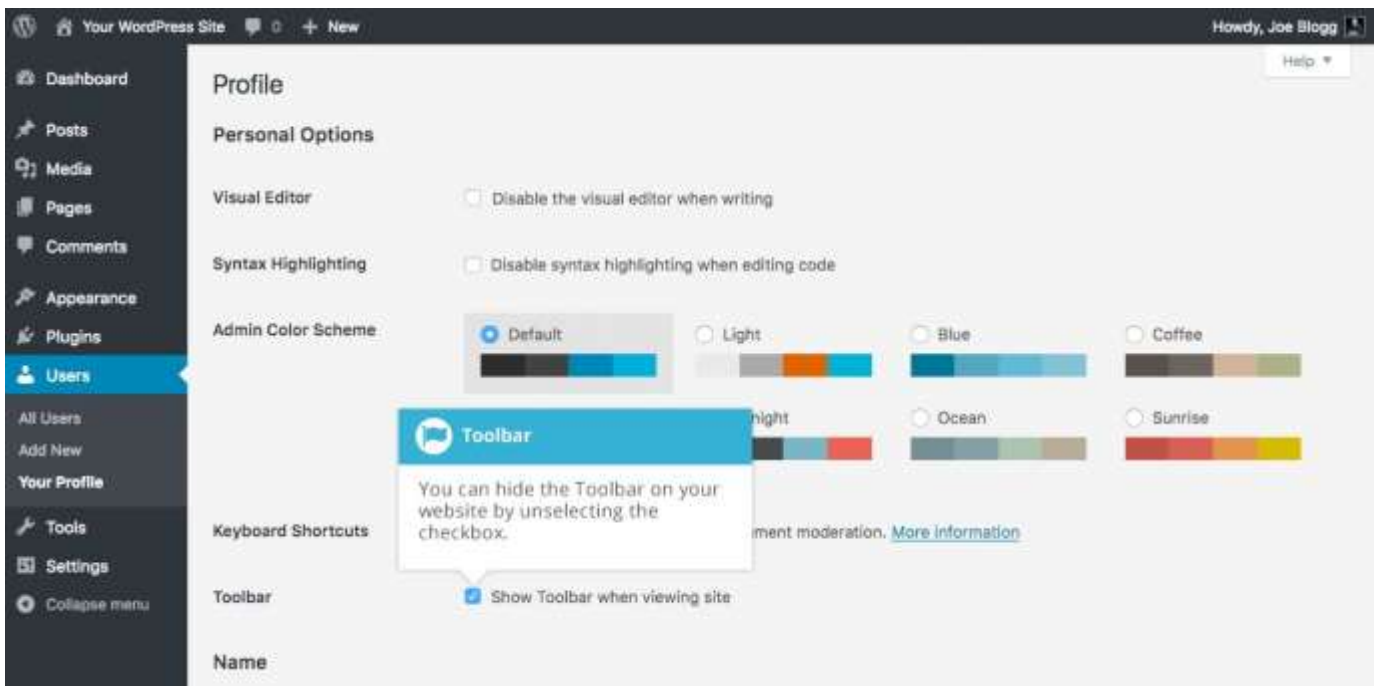 Your WordPress Site 0 + New Howdy, Joe Blogg
Help
Dashboard
Posts
Media
Pages
Comments
Appearance
Plugins
Users
All Users
Add New
Your Profile
Tools
Settings
Collapse menu
Profile
Personal Options
Visual Editor Disable the visual editor when writing
Syntax Highlighting Disable syntax highlighting when editing code
Admin Color Scheme Default Light Blue Coffee
night Ocean Sunrise
Toolbar
You can hide the Toolbar on your
website by unselecting the
checkbox.
Keyboard Shortcuts ment moderation. More information
Toolbar Show Toolbar when viewing site
Name